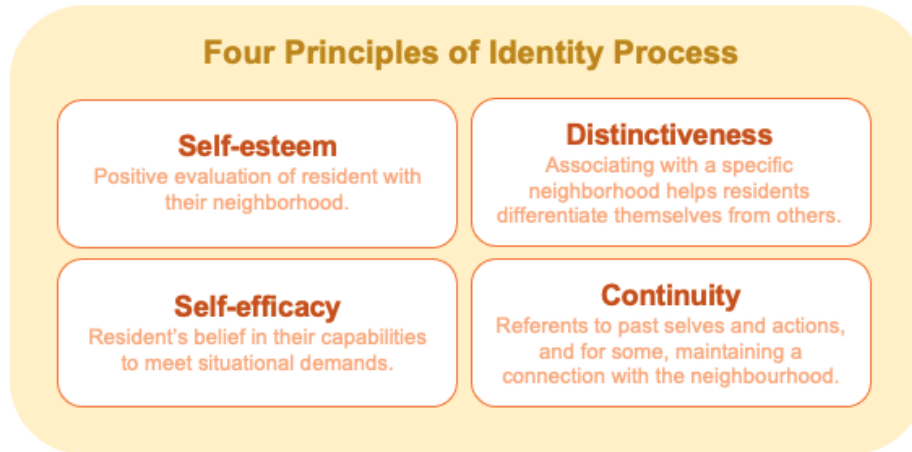 Four Principles of Identity Process
Self-esteem
Positive evaluation of resident with
their neighborhood.
Distinctiveness
Associating with a specific
neighborhood helps residents
differentiate themselves from others.
Self-efficacy
Resident's belief in their capabilities
to meet situational demands.
Continuity
Referents to past selves and actions,
and for some, maintaining a
connection with the neighbourhood.